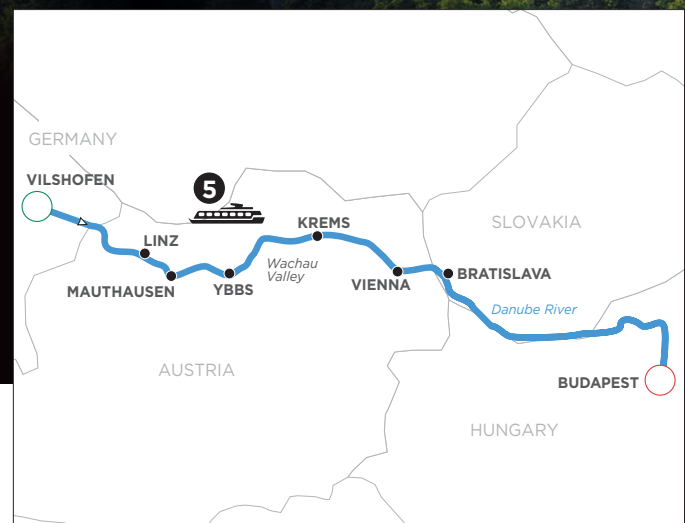 GERMANY
VILSHOFEN
5
KREMS
SLOVAKIA
LINZ
Wachau
Valley
MAUTHAUSEN
YBBS
VIENNA
BRATISLAVA
Danube River
AUSTRIA
BUDAPEST
HUNGARY